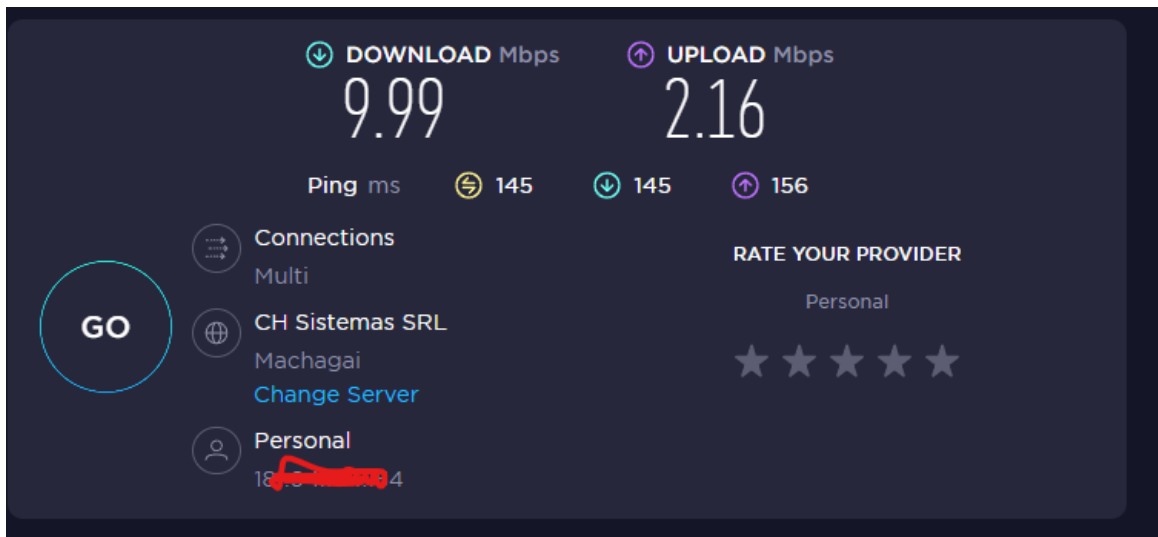 DOWNLOAD Mbps
9.99
UPLOAD Mbps
2.16
Ping ms 145 145 156
Connections
Multi
CH Sistemas SRL
Machagai
Change Server
Personal
GO
RATE YOUR PROVIDER
Personal